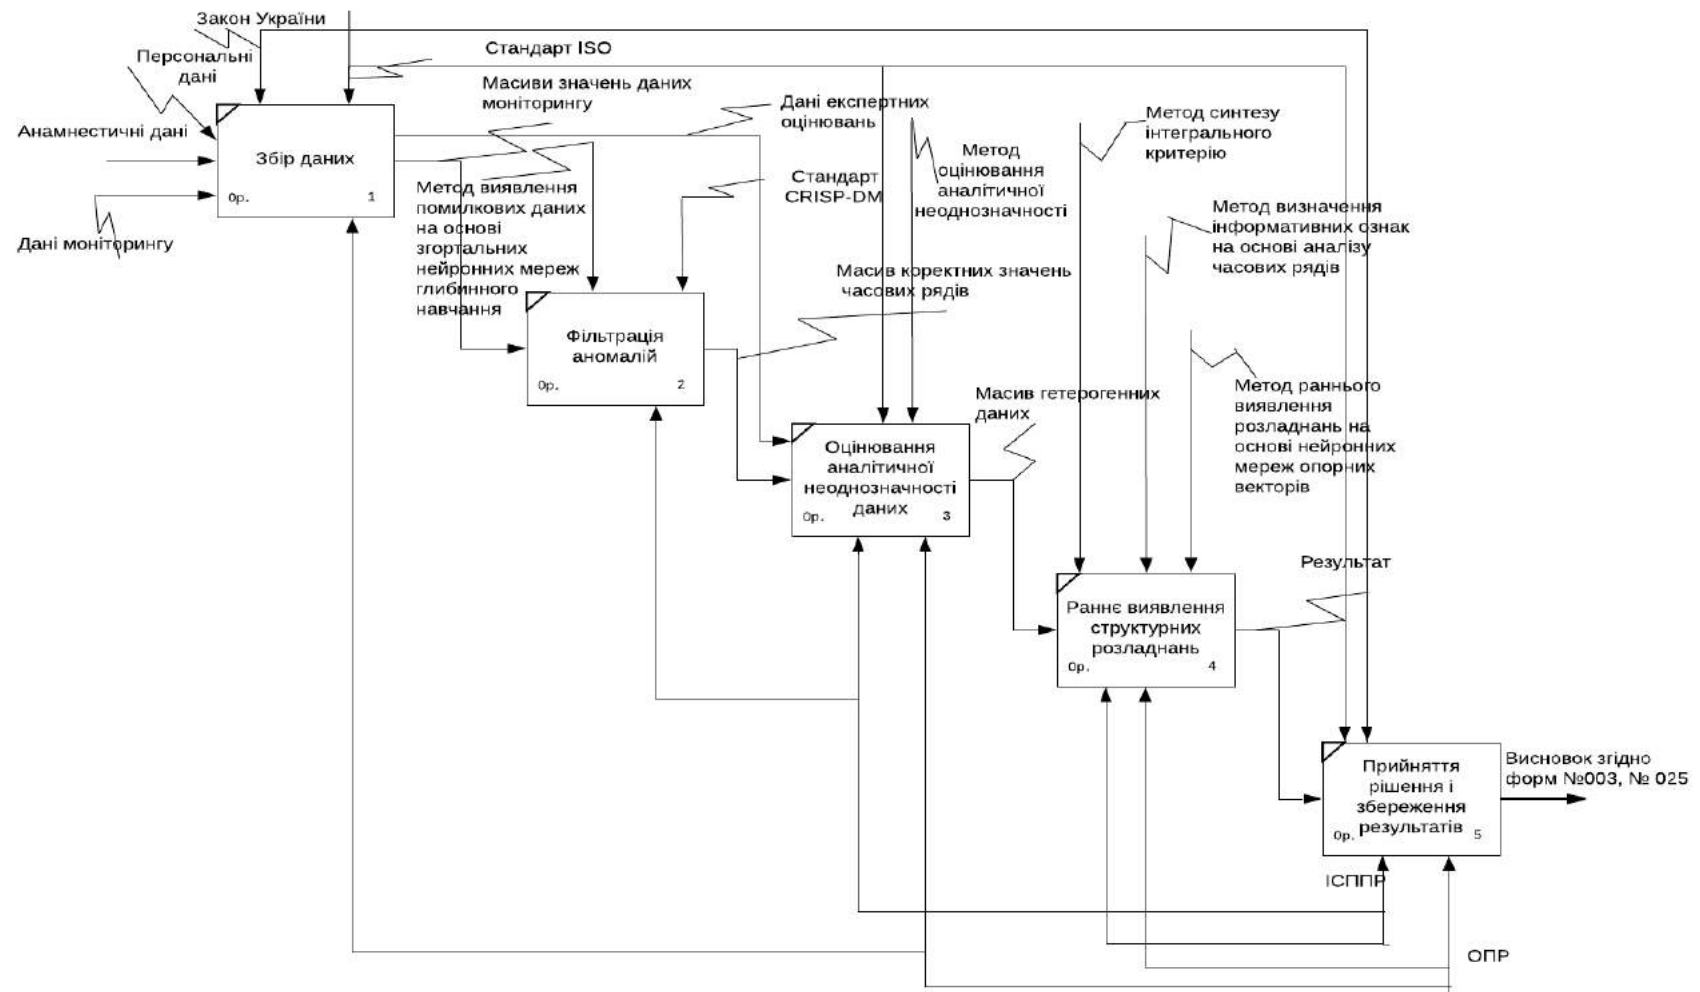 Закон України
Персональні
дані
Анамнестичні дані
Дані моніторингу
Збір даних
0р.
1
Стандарт ISO
Масиви значень даних
моніторингу
Дані експертних
оцінювань
Метод виявлення
помилкових даних
на основі
згортальних
нейронних мереж
глибинного
навчання
Стандарт
CRISP-DM
Метод
оцінювання
аналітичної
неоднозначності
Метод синтезу
інтегрального
критерію
Метод визначення
інформативних ознак
на основі аналізу
часових рядів
Масив коректних значень
часових рядів
Фільтрація
аномалій
0р.
2
Масив гетерогенних
даних
Метод раннього
виявлення
розладнань на
основі нейронних
мереж опорних
векторів
Оцінювання
аналітичної
неоднозначності
даних
0р.
3
Результат
Раннє виявлення
структурних
розладнань
0р.
4
Прийняття
рішення і
збереження
результатів
0р.
5
Висновок згідно
форм №003, № 025
ІСППР
ОПР